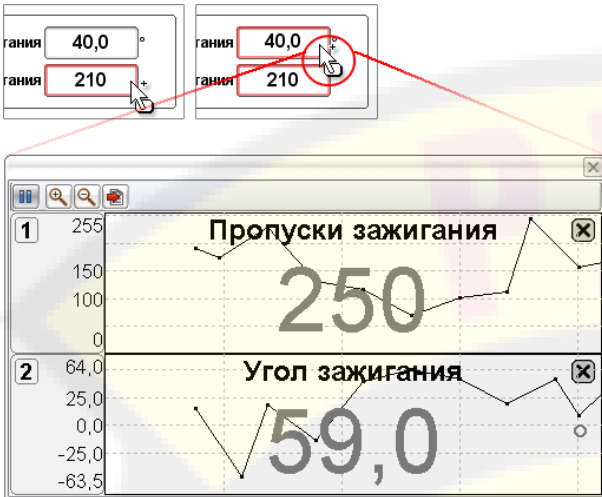 гания 40,0 °
гания 210
гания 40,0 °
гания 210
1
255
150
100
0
Пропуски зажигания
250
2
64,0
25,0
0,0
-25,0
-63,5
Угол зажигания
59,0